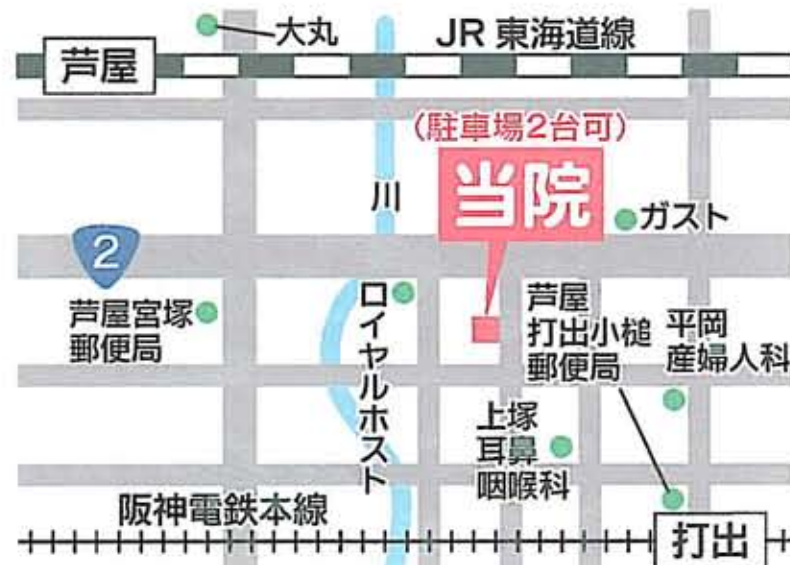 大丸
JR 東海道線
芦屋
（駐車場2台可）
当院
川
ガスト
2
芦屋宮塚
郵便局
ロイヤルホスト
芦屋
打出小槌
郵便局
平岡
産婦人科
上塚
耳鼻
咽喉科
阪神電鉄本線
打出